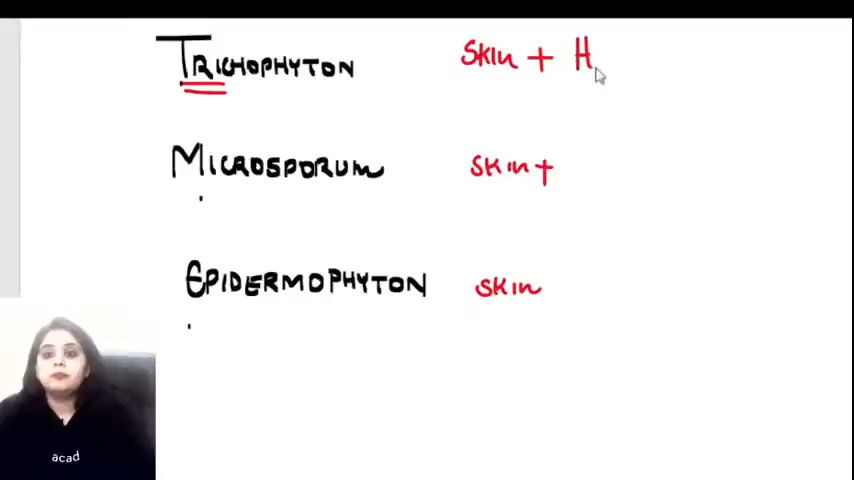 TRICHOPHYTON SKIN + H
MICROSPORUM SKIN +
EPIDERMOPHYTON SKIN
acad